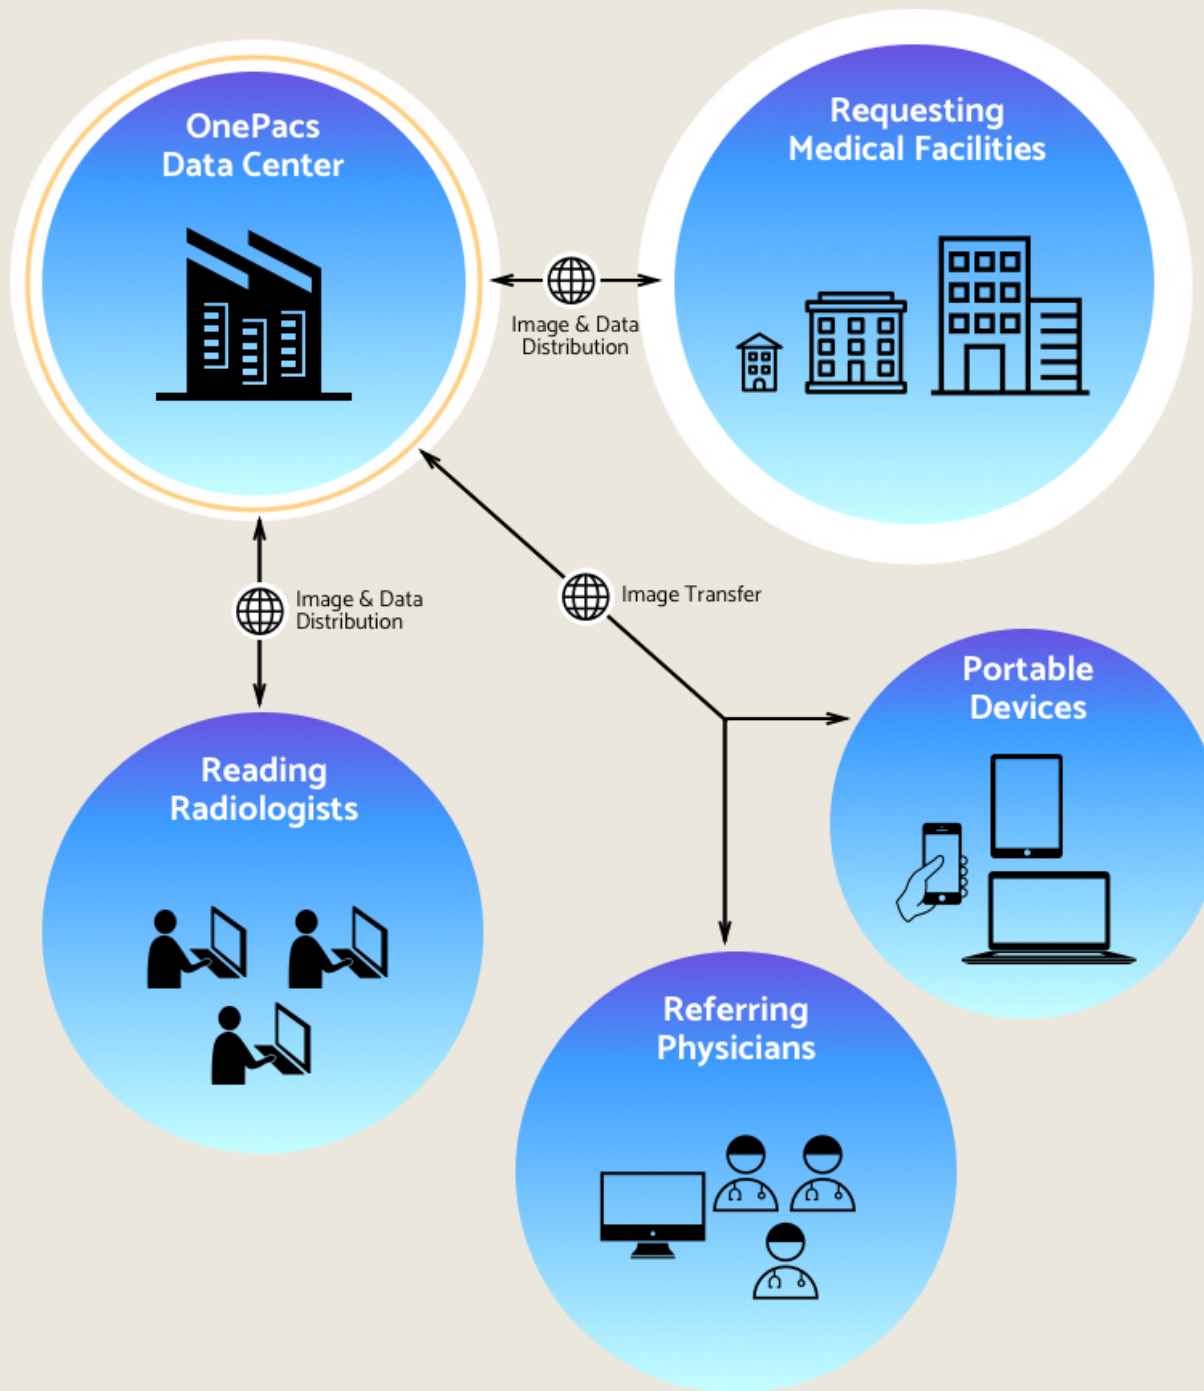 OnePacs
Data Center
Requesting
Medical Facilities
Image & Data
Distribution
Image & Data
Distribution
Image Transfer
Portable
Devices
Reading
Radiologists
Referring
Physicians